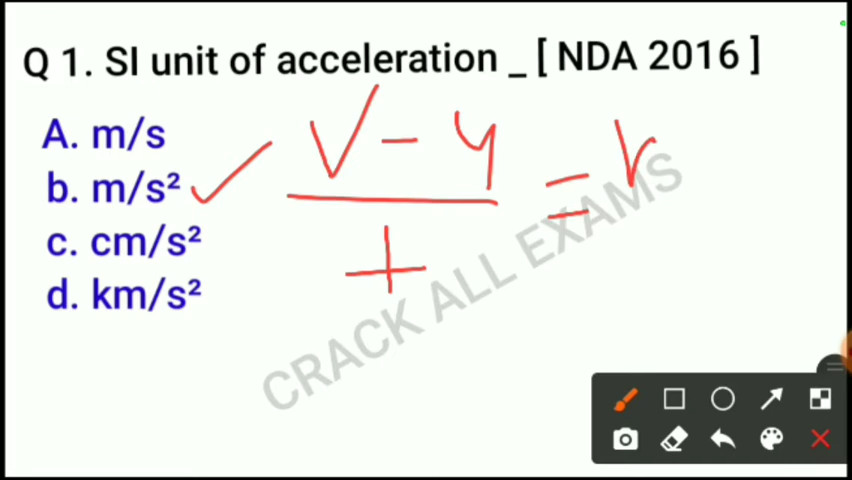 Q 1. SI unit of acceleration _ [ NDA 2016 ]
A. m/s
b. m/s² ✓
c. cm/s²
d. km/s²
V - u
t
=
CRACK ALL EXAMS